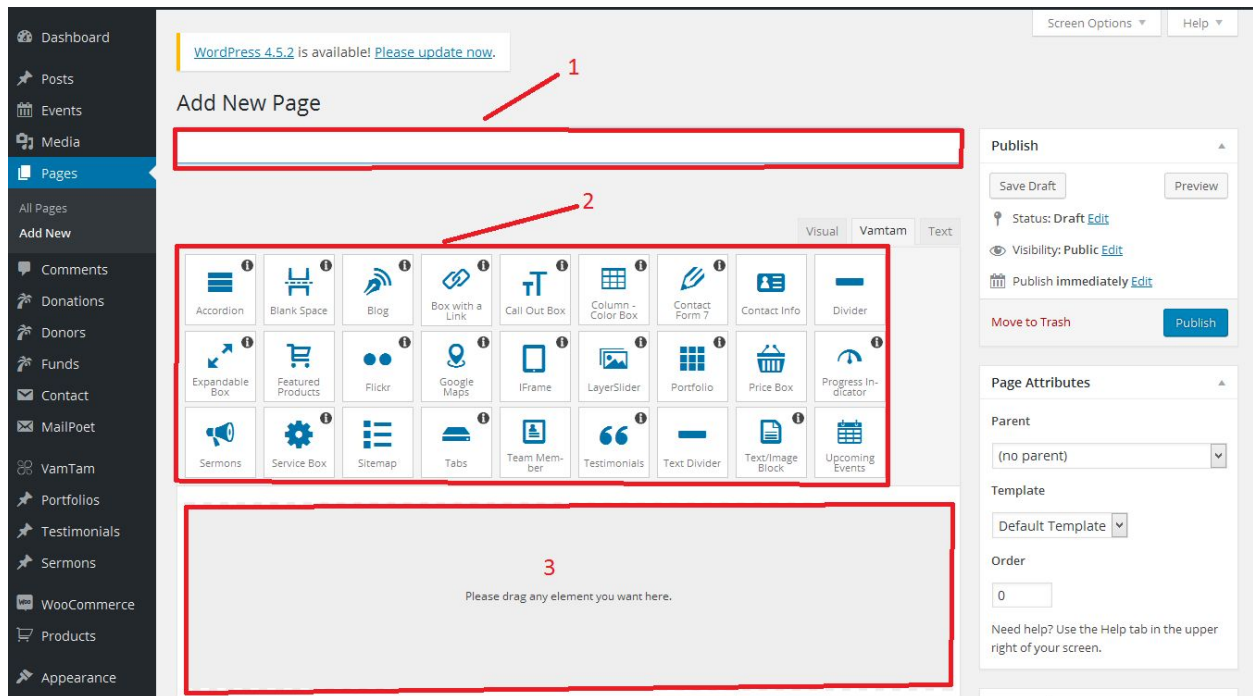 Dashboard
Posts
Events
Media
Pages
All Pages
Add New
Comments
Donations
Donors
Funds
Contact
MailPoet
VamTam
Portfolios
Testimonials
Sermons
WooCommerce
Products
Appearance
Screen Options
Help
WordPress 4.5.2 is available! Please update now.
1
Add New Page
2
Visual Vamtam Text
Accordion
Blank Space
Blog
Box with a
Link
Call Out Box
Column -
Color Box
Contact
Form 7
Contact Info
Divider
Expandable
Box
Featured
Products
Flickr
Google
Maps
IFrame
LayerSlider
Portfolio
Price Box
Progress In-
dicator
Sermons
Service Box
Sitemap
Tabs
Team Mem-
ber
Testimonials
Text Divider
Text/Image
Block
Upcoming
Events
3
Please drag any element you want here.
Publish
Save Draft
Preview
Status: Draft Edit
Visibility: Public Edit
Publish immediately Edit
Move to Trash
Publish
Page Attributes
Parent
(no parent)
Template
Default Template
Order
0
Need help? Use the Help tab in the upper
right of your screen.